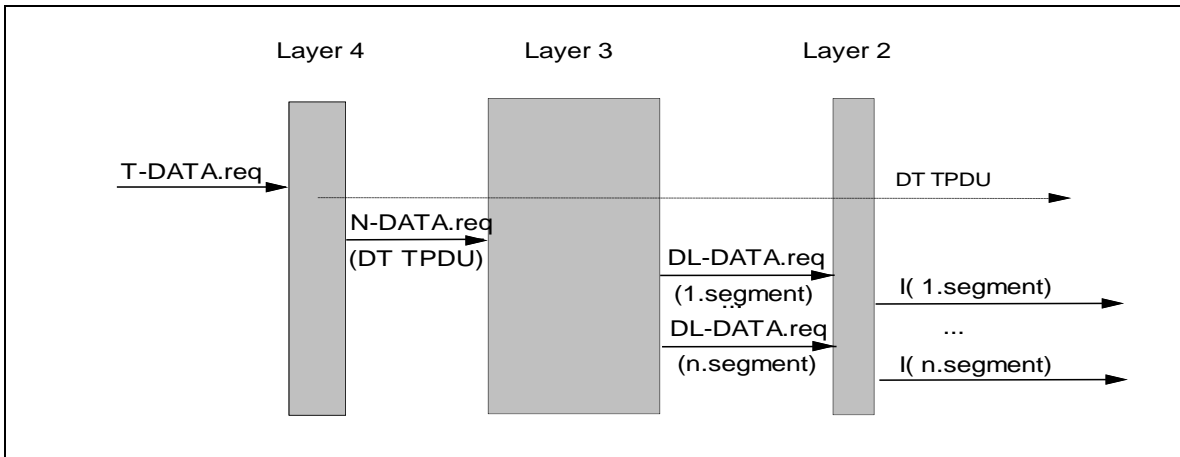 Layer 4
Layer 3
Layer 2
T-DATA.req
DT TPDU
N-DATA.req
(DT TPDU)
DL-DATA.req
(1.segment)
...
DL-DATA.req
(n.segment)
I( 1.segment)
...
I( n.segment)